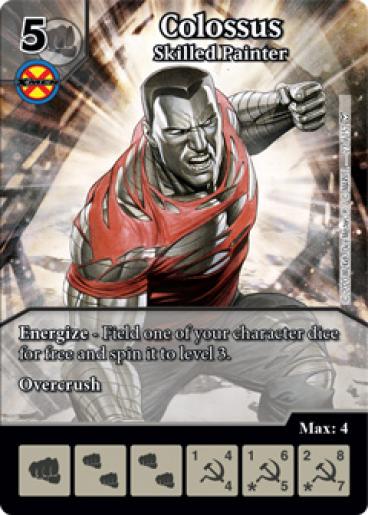 5
Colossus
Skilled Painter
X-MEN
Energize - Field one of your character dice
for free and spin it to level 3.
Overcrush
Max: 4
1 4 4
1 6 * 5
2 8 * 7